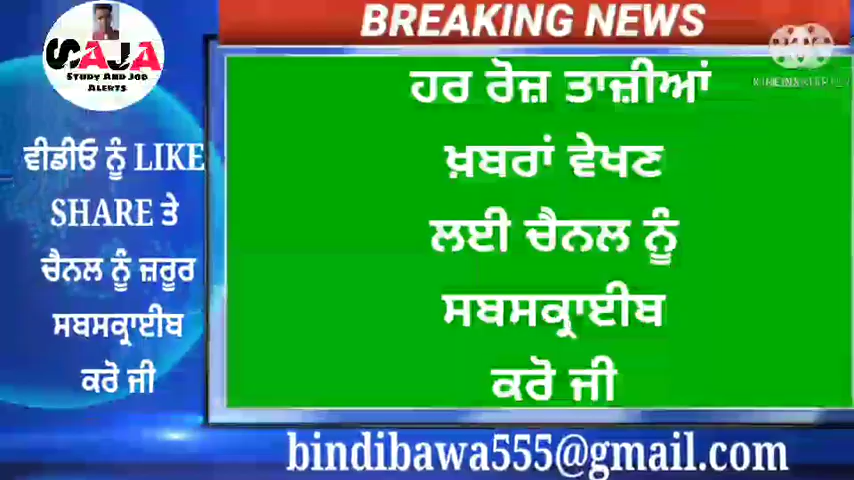 BREAKING NEWS
SAJA
STUDY AND JOB
ALERTS
ਵੀਡੀਓ ਨੂੰ LIKE
SHARE ਤੇ
ਚੈਨਲ ਨੂੰ ਜ਼ਰੂਰ
ਸਬਸਕ੍ਰਾਈਬ
ਕਰੋ ਜੀ
ਹਰ ਰੋਜ਼ ਤਾਜ਼ੀਆਂ
ਖ਼ਬਰਾਂ ਵੇਖਣ
ਲਈ ਚੈਨਲ ਨੂੰ
ਸਬਸਕ੍ਰਾਈਬ
ਕਰੋ ਜੀ
bindibawa555@gmail.com